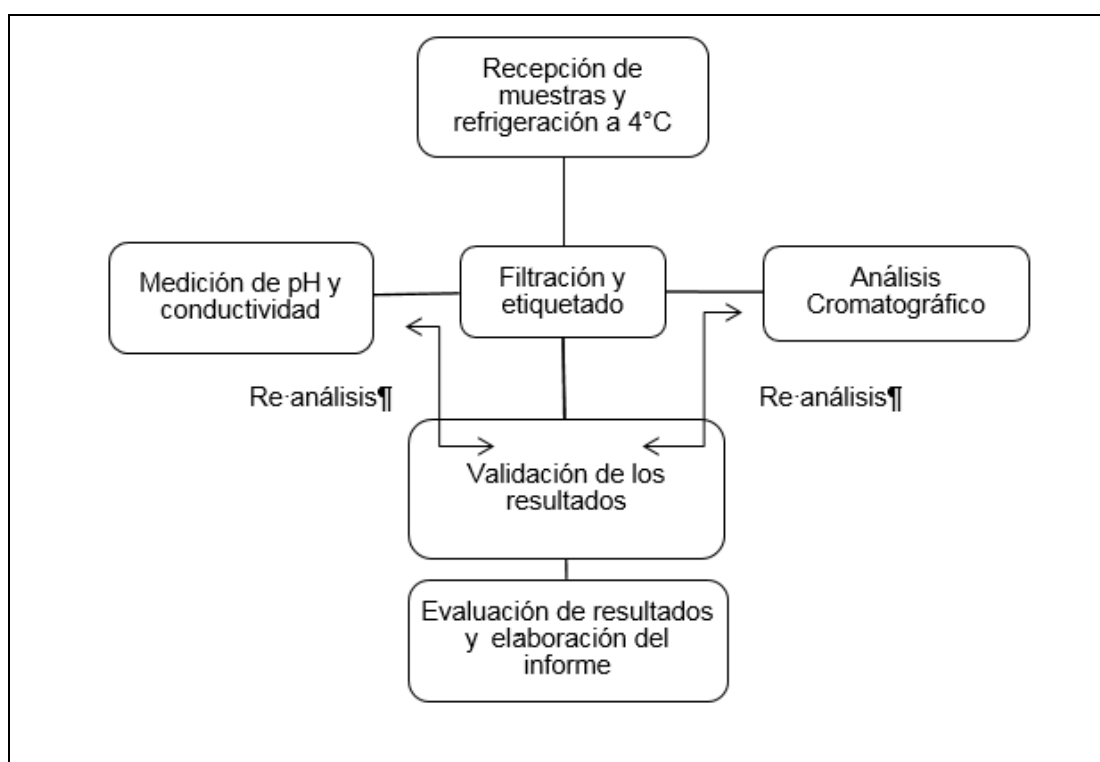 Recepción de
muestras y
refrigeración a 4°C
Medición de pH y
conductividad
Filtración y
etiquetado
Análisis
Cromatográfico
Re·análisis¶
Re·análisis¶
Validación de los
resultados
Evaluación de resultados
y elaboración del
informe